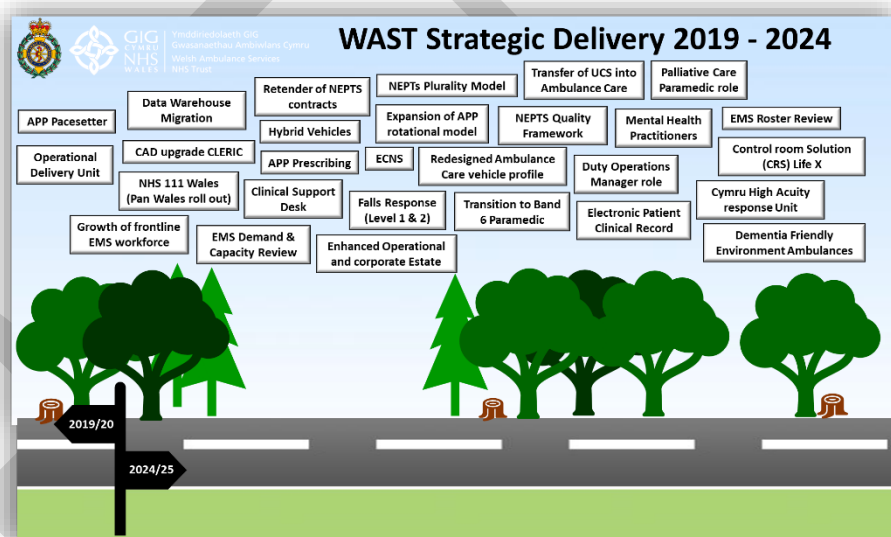 GIG
CYMRU
NHS
WALES
Ymddiriedolaeth GIG
Gwasanaethau Ambiwlans Cymru
Welsh Ambulance Services
NHS Trust
WAST Strategic Delivery 2019 - 2024
APP Pacesetter
Data Warehouse
Migration
Retender of NEPTS
contracts
NEPTs Plurality Model
Transfer of UCS into
Ambulance Care
Palliative Care
Paramedic role
Operational
Delivery Unit
CAD upgrade CLERIC
Hybrid Vehicles
Expansion of APP
rotational model
NEPTS Quality
Framework
Mental Health
Practitioners
EMS Roster Review
APP Prescribing
ECNS
Redesigned Ambulance
Care vehicle profile
Duty Operations
Manager role
Control room Solution
(CRS) Life X
NHS 111 Wales
(Pan Wales roll out)
Clinical Support
Desk
Falls Response
(Level 1 & 2)
Transition to Band
6 Paramedic
Electronic Patient
Clinical Record
Cymru High Acuity
response Unit
Growth of frontline
EMS workforce
EMS Demand &
Capacity Review
Enhanced Operational
and corporate Estate
Dementia Friendly
Environment Ambulances
2019/20
2024/25